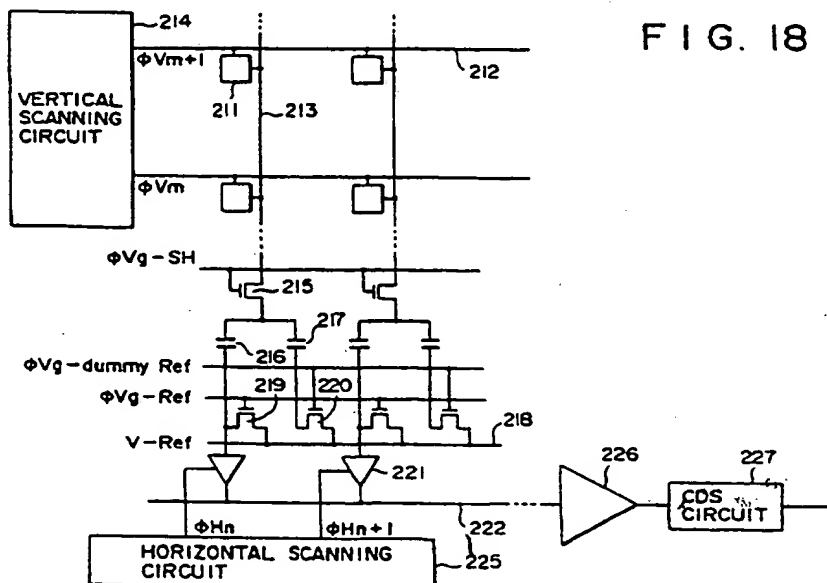 FIG. 18
214
φVm+1
212
211
213
VERTICAL
SCANNING
CIRCUIT
φVm
φVg-SH
215
217
216
φVg-dummy Ref
219
220
φVg-Ref
218
V-Ref
226
227
221
CDS
CIRCUIT
222
φHn
φHn+1
HORIZONTAL SCANNING
CIRCUIT
225